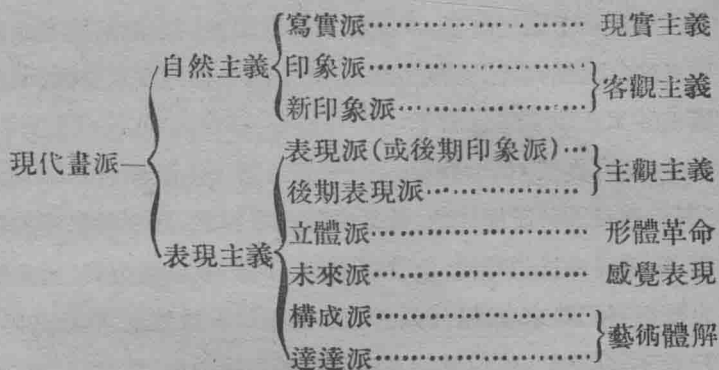 寫實派………………………… 現實主義
自然主義 印象派…………………
客觀主義
新印象派………………
現代畫派
表現派(或後期印象派)…
主觀主義
後期表現派……………
立體派………………… 形體革命
表現主義
未來派………………… 感覺表現
構成派…………………
藝術體解
達達派…………………